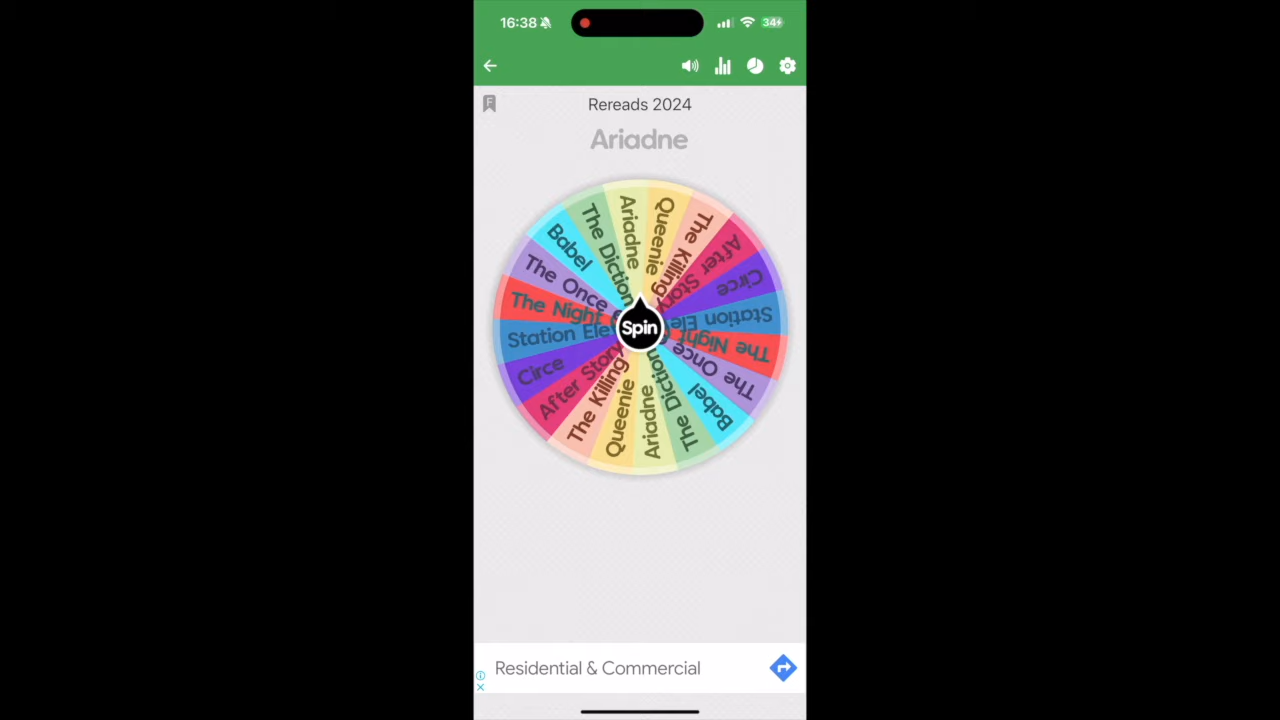 16:38
34
F
Rereads 2024
Ariadne
Ariadne
Queenie
The Killing
After Story
Circe
Station Ele
The Night
The Once
Babel
The Diction
Ariadne
Queenie
The Killing
After Story
Circe
Station Ele
The Night
The Once
Babel
The Diction
Spin
Residential & Commercial